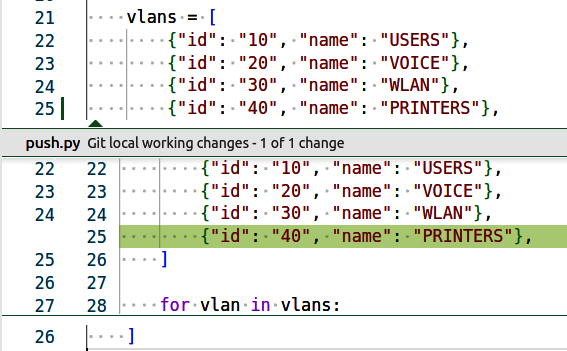 21 vlans = [
22 {"id": "10", "name": "USERS"},
23 {"id": "20", "name": "VOICE"},
24 {"id": "30", "name": "WLAN"},
25 {"id": "40", "name": "PRINTERS"},
push.py Git local working changes - 1 of 1 change
22 22 {"id": "10", "name": "USERS"},
23 23 {"id": "20", "name": "VOICE"},
24 24 {"id": "30", "name": "WLAN"},
25 {"id": "40", "name": "PRINTERS"},
25 26 ]
26 27
27 28 for vlan in vlans:
26 ]